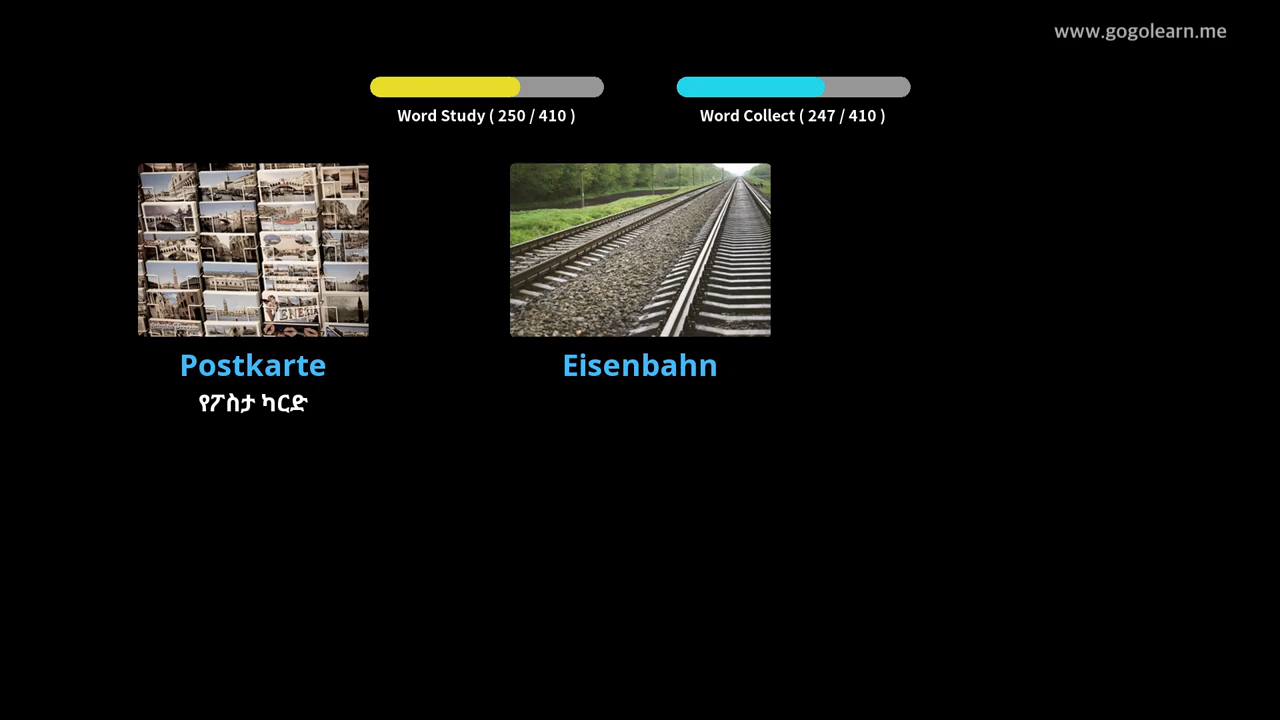 www.gogolearn.me
Word Study ( 250 / 410 )
Word Collect ( 247 / 410 )
Postkarte
የፖስታ ካርድ
Eisenbahn